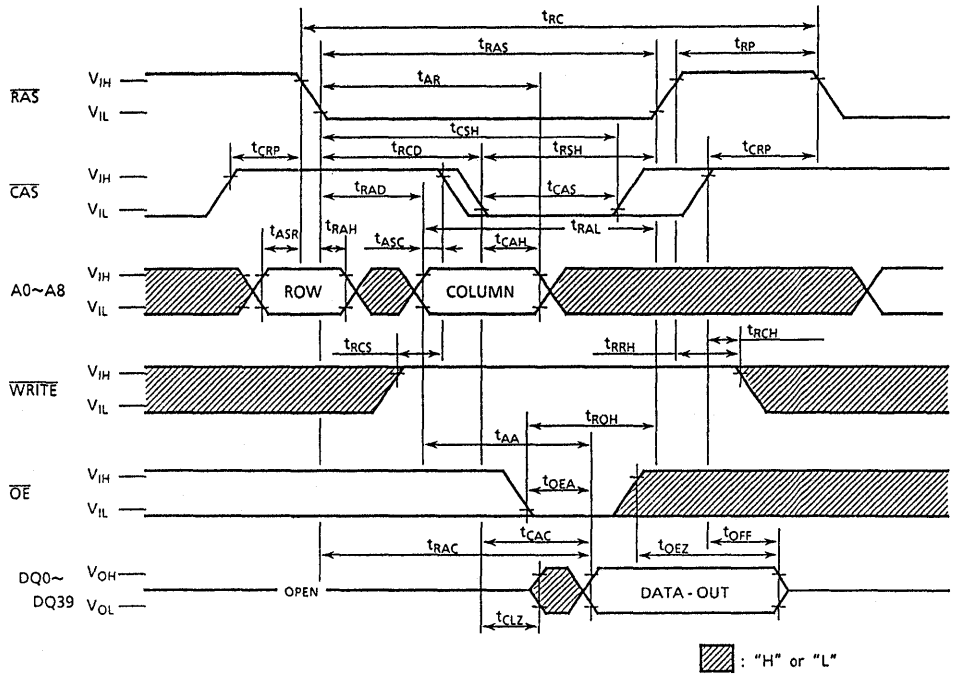 tRC
tRAS
tRP
tAR
RAS
VIH
VIL
tCSH
tCRP
tRCD
tRSH
tCRP
CAS
VIH
VIL
tRAD
tCAS
tRAL
tASR
tRAH
tASC
tCAH
A0~A8
VIH
VIL
ROW
COLUMN
tRCS
tRRH
tRCH
WRITE
VIH
VIL
tROH
tAA
OE
VIH
VIL
tOEA
tCAC
tOFF
tRAC
tOEZ
DQ0~
DQ39
VOH
VOL
OPEN
DATA-OUT
tCLZ
: "H" or "L"